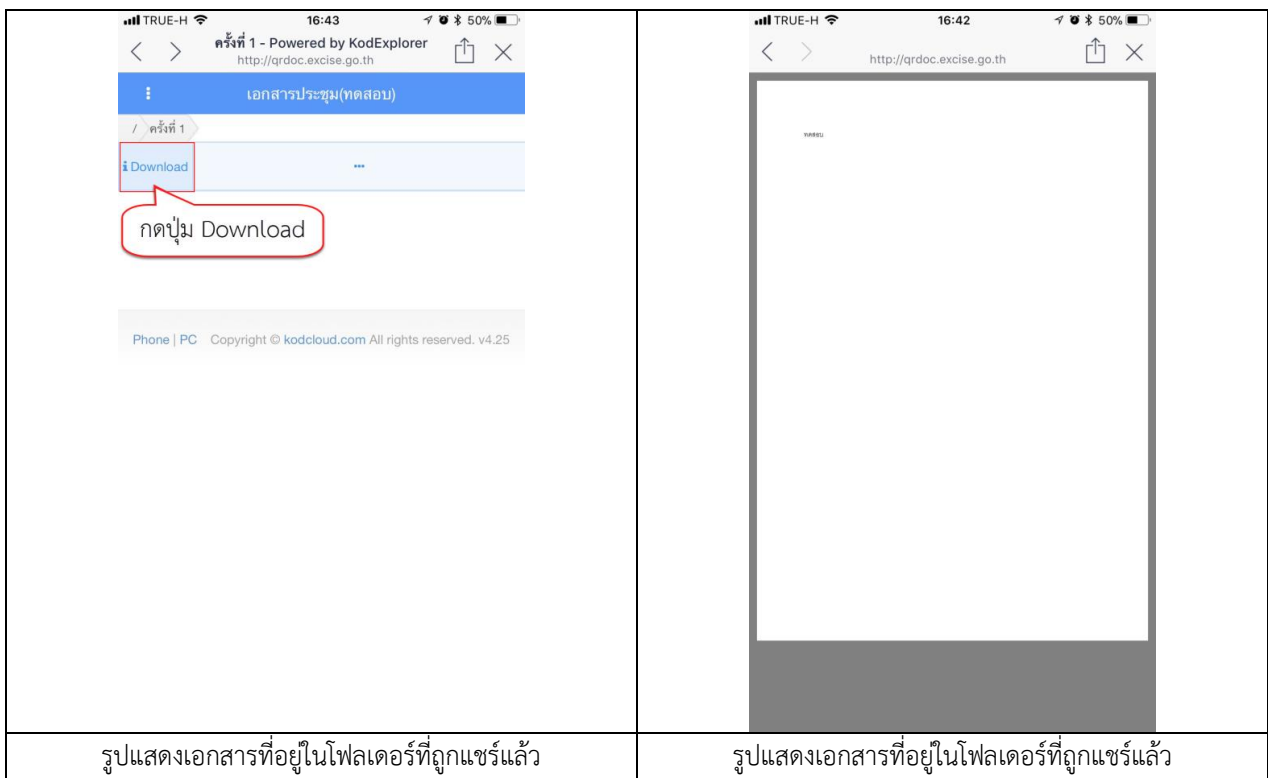 TRUE-H 16:43 50%
ครั้งที่ 1 - Powered by KodExplorer
http://qrdoc.excise.go.th
เอกสารประชุม(ทดสอบ)
/ ครั้งที่ 1
Download ...
กดปุ่ม Download
Phone | PC Copyright © kodcloud.com All rights reserved. v4.25
รูปแสดงเอกสารที่อยู่ในโฟลเดอร์ที่ถูกแชร์แล้ว
TRUE-H 16:42 50%
http://qrdoc.excise.go.th
ทดสอบ
รูปแสดงเอกสารที่อยู่ในโฟลเดอร์ที่ถูกแชร์แล้ว